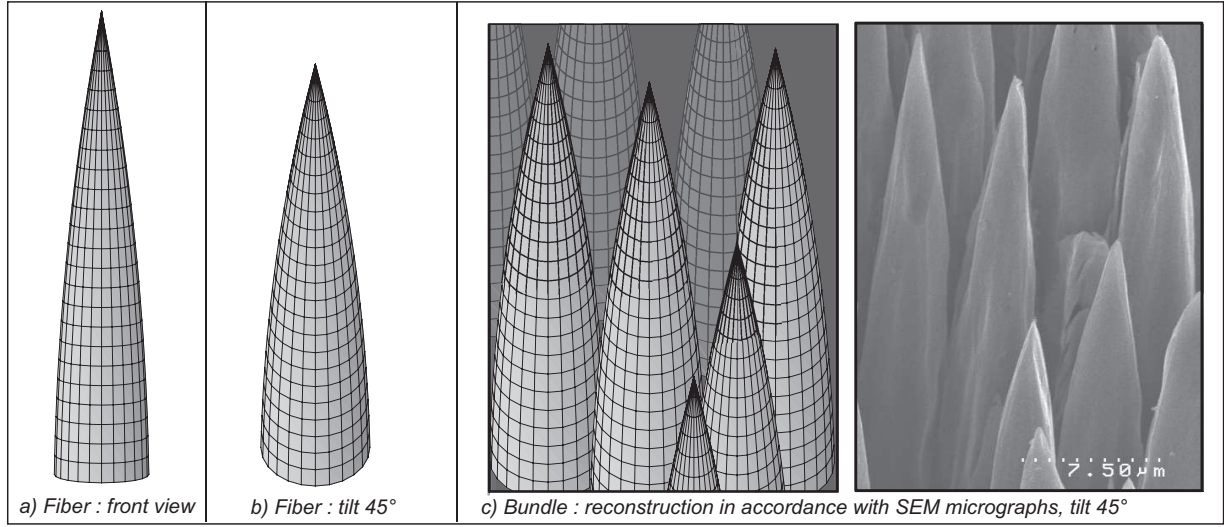 7.50µm
a) Fiber : front view
b) Fiber : tilt 45°
c) Bundle : reconstruction in accordance with SEM micrographs, tilt 45°